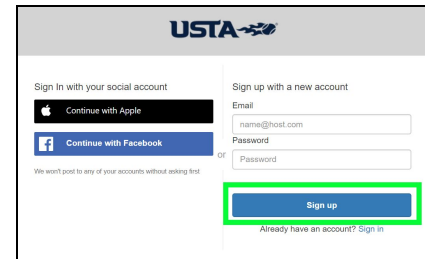 USTA
Sign In with your social account
Continue with Apple
Continue with Facebook
We won't post to any of your accounts without asking first
or
Sign up with a new account
Email
name@host.com
Password
Password
Sign up
Already have an account? Sign in